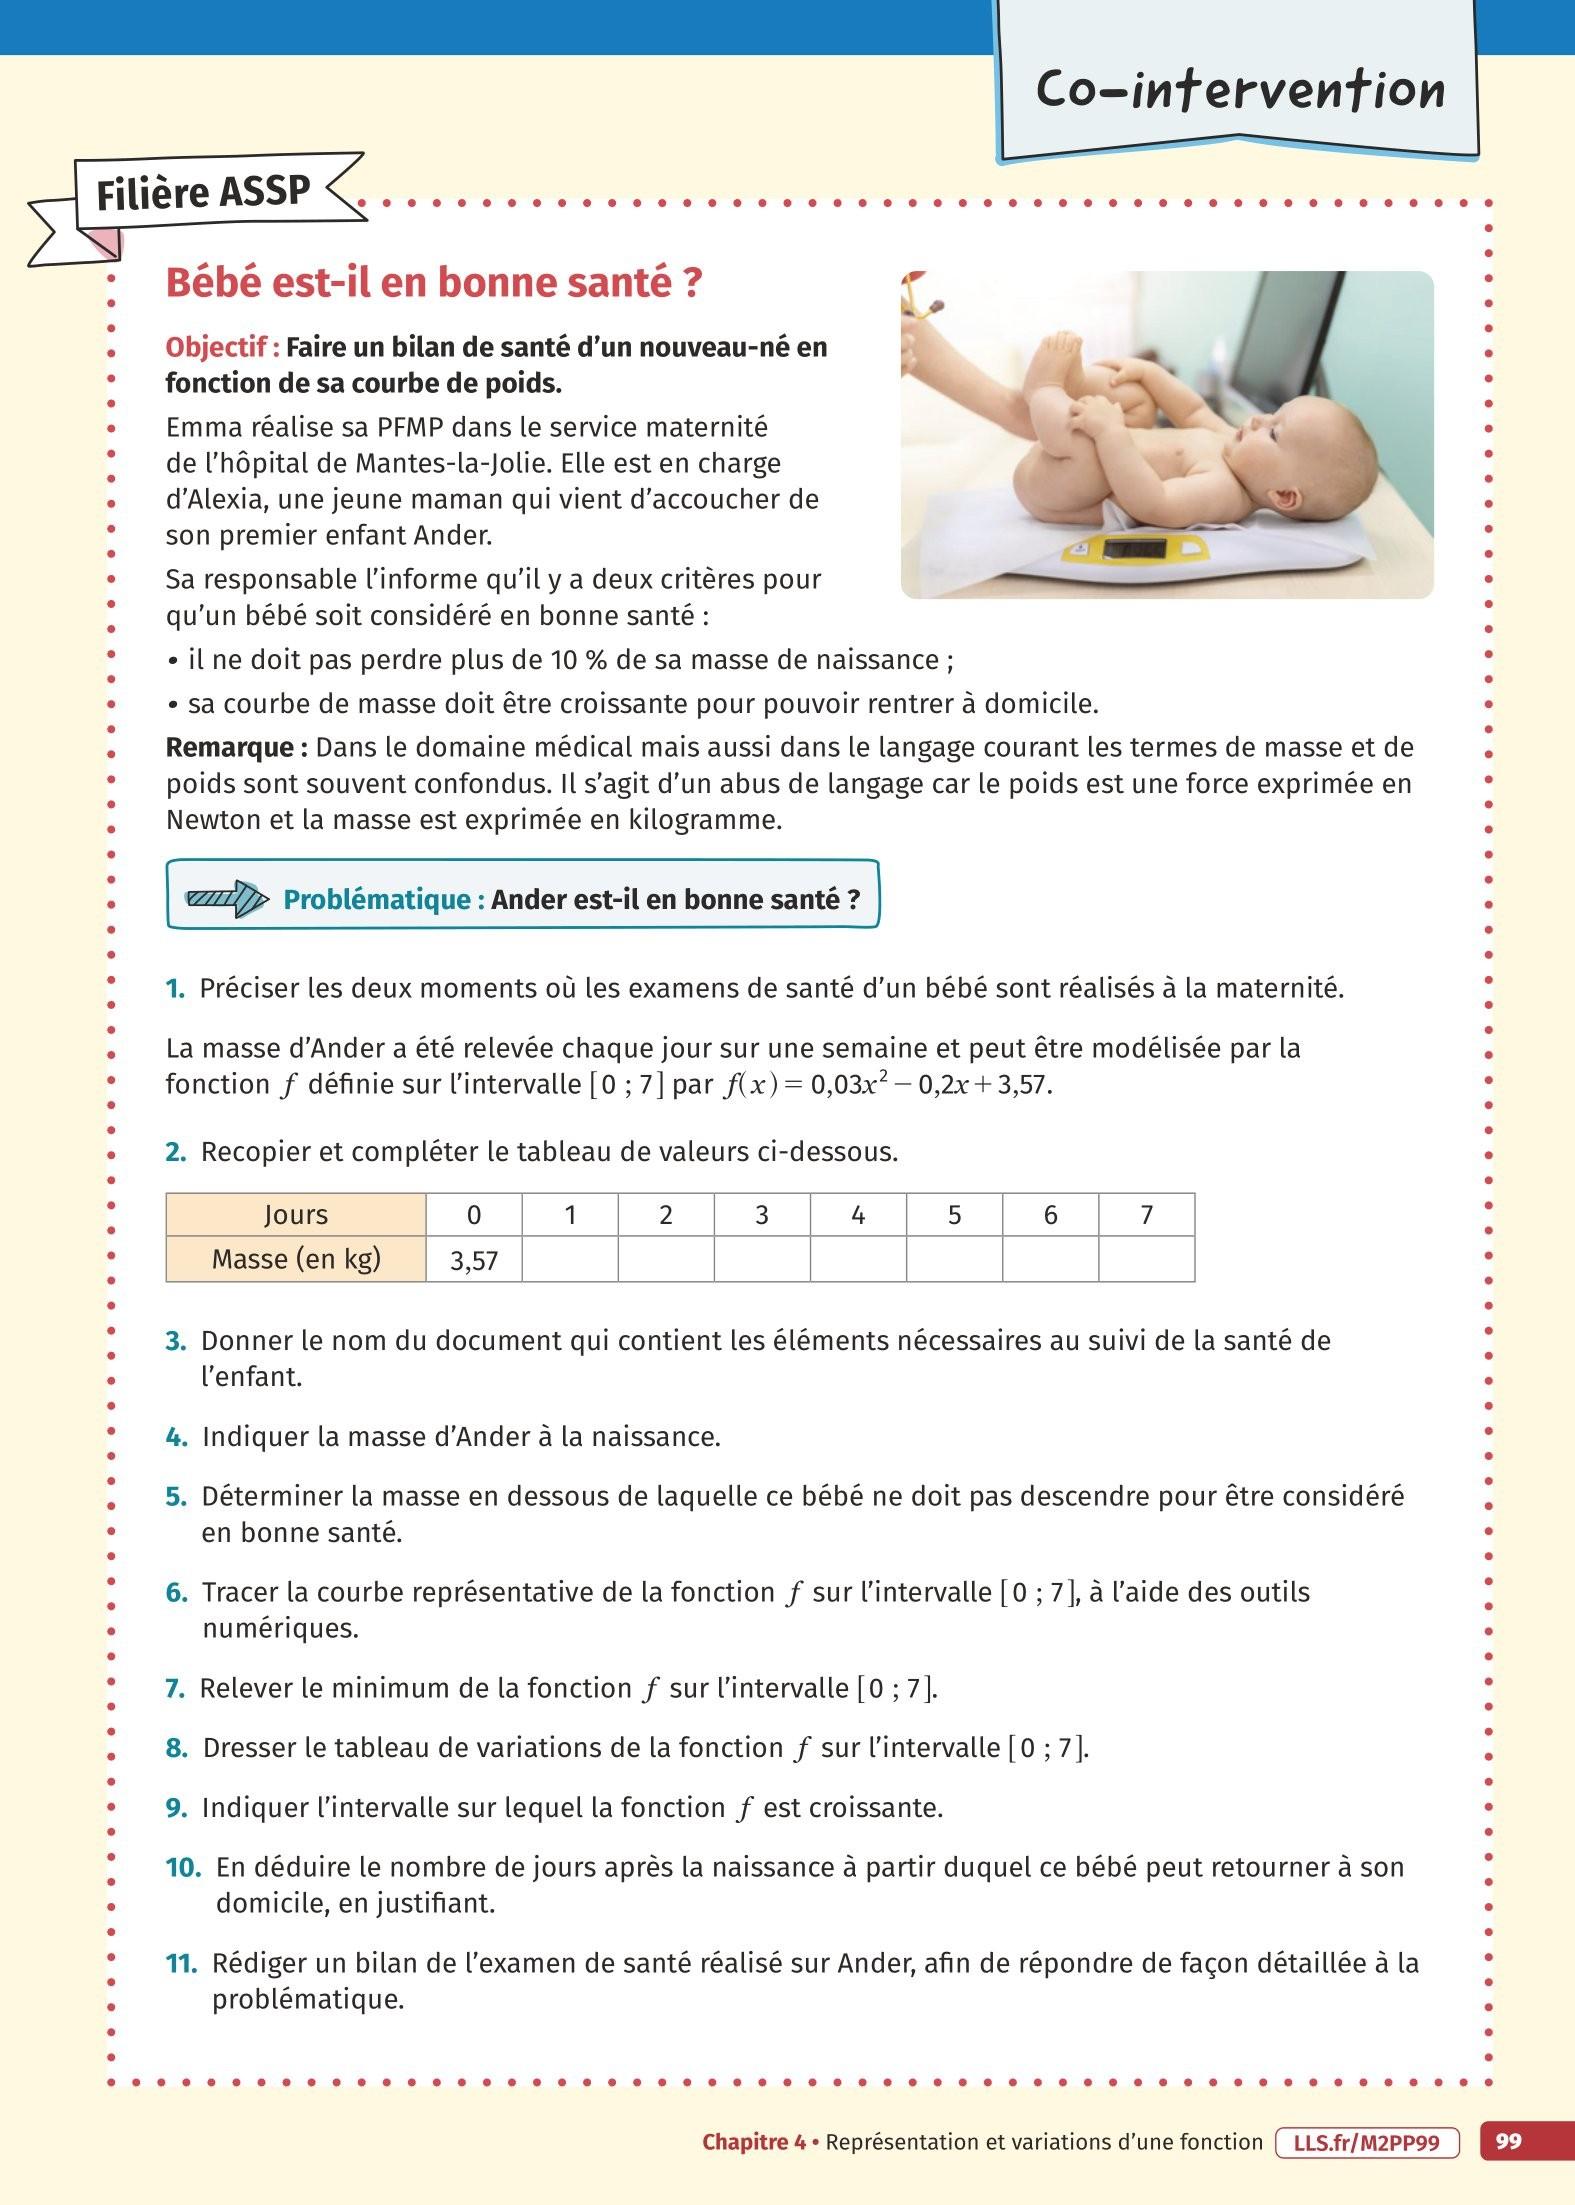 Co-intervention
Filière ASSP
Bébé est-il en bonne santé ?
Objectif : Faire un bilan de santé d'un nouveau-né en
fonction de sa courbe de poids.
Emma réalise sa PFMP dans le service maternité
de l'hôpital de Mantes-la-Jolie. Elle est en charge
d'Alexia, une jeune maman qui vient d'accoucher de
son premier enfant Ander.
Sa responsable l'informe qu'il y a deux critères pour
qu'un bébé soit considéré en bonne santé :
• il ne doit pas perdre plus de 10 % de sa masse de naissance ;
• sa courbe de masse doit être croissante pour pouvoir rentrer à domicile.
Remarque : Dans le domaine médical mais aussi dans le langage courant les termes de masse et de
poids sont souvent confondus. Il s'agit d'un abus de langage car le poids est une force exprimée en
Newton et la masse est exprimée en kilogramme.
Problématique : Ander est-il en bonne santé ?
1. Préciser les deux moments où les examens de santé d'un bébé sont réalisés à la maternité.
La masse d'Ander a été relevée chaque jour sur une semaine et peut être modélisée par la
fonction f définie sur l'intervalle [0 ; 7] par f(x) = 0,03x² − 0,2x + 3,57.
2. Recopier et compléter le tableau de valeurs ci-dessous.
Jours 0 1 2 3 4 5 6 7
Masse (en kg) 3,57
3. Donner le nom du document qui contient les éléments nécessaires au suivi de la santé de
l'enfant.
4. Indiquer la masse d'Ander à la naissance.
5. Déterminer la masse en dessous de laquelle ce bébé ne doit pas descendre pour être considéré
en bonne santé.
6. Tracer la courbe représentative de la fonction f sur l'intervalle [0 ; 7], à l'aide des outils
numériques.
7. Relever le minimum de la fonction f sur l'intervalle [0 ; 7].
8. Dresser le tableau de variations de la fonction f sur l'intervalle [0 ; 7].
9. Indiquer l'intervalle sur lequel la fonction f est croissante.
10. En déduire le nombre de jours après la naissance à partir duquel ce bébé peut retourner à son
domicile, en justifiant.
11. Rédiger un bilan de l'examen de santé réalisé sur Ander, afin de répondre de façon détaillée à la
problématique.
Chapitre 4 • Représentation et variations d'une fonction LLS.fr/M2PP99 99